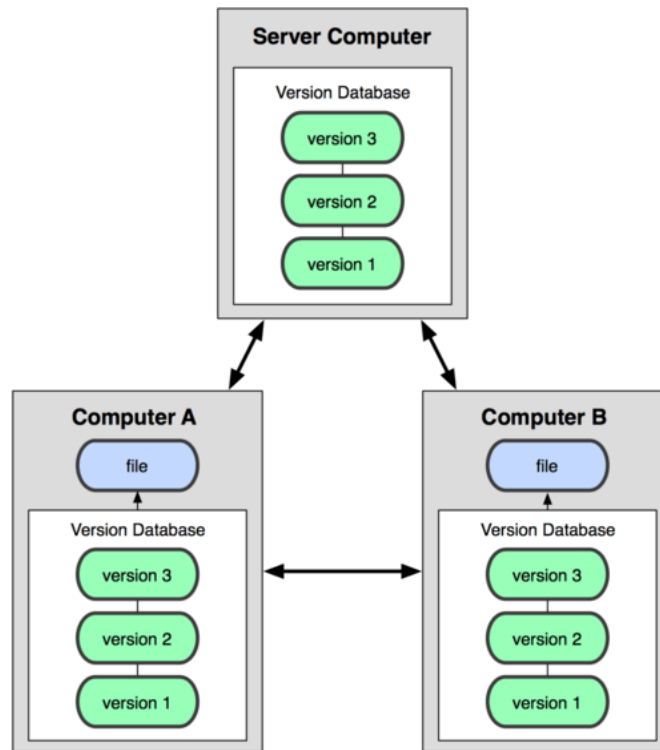 Server Computer
Version Database
version 3
version 2
version 1
Computer A
file
Version Database
version 3
version 2
version 1
Computer B
file
Version Database
version 3
version 2
version 1